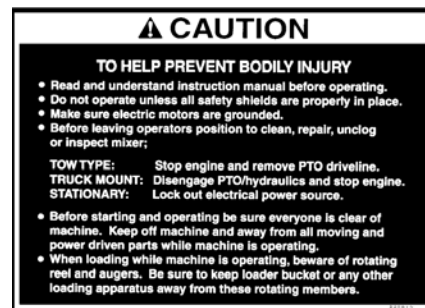 ⚠ CAUTION
TO HELP PREVENT BODILY INJURY
• Read and understand instruction manual before operating.
• Do not operate unless all safety shields are properly in place.
• Make sure electric motors are grounded.
• Before leaving operators position to clean, repair, unclog
or inspect mixer;
TOW TYPE: Stop engine and remove PTO driveline.
TRUCK MOUNT: Disengage PTO/hydraulics and stop engine.
STATIONARY: Lock out electrical power source.
• Before starting and operating be sure everyone is clear of
machine. Keep off machine and away from all moving and
power driven parts while machine is operating.
• When loading while machine is operating, beware of rotating
reel and augers. Be sure to keep loader bucket or any other
loading apparatus away from these rotating members.